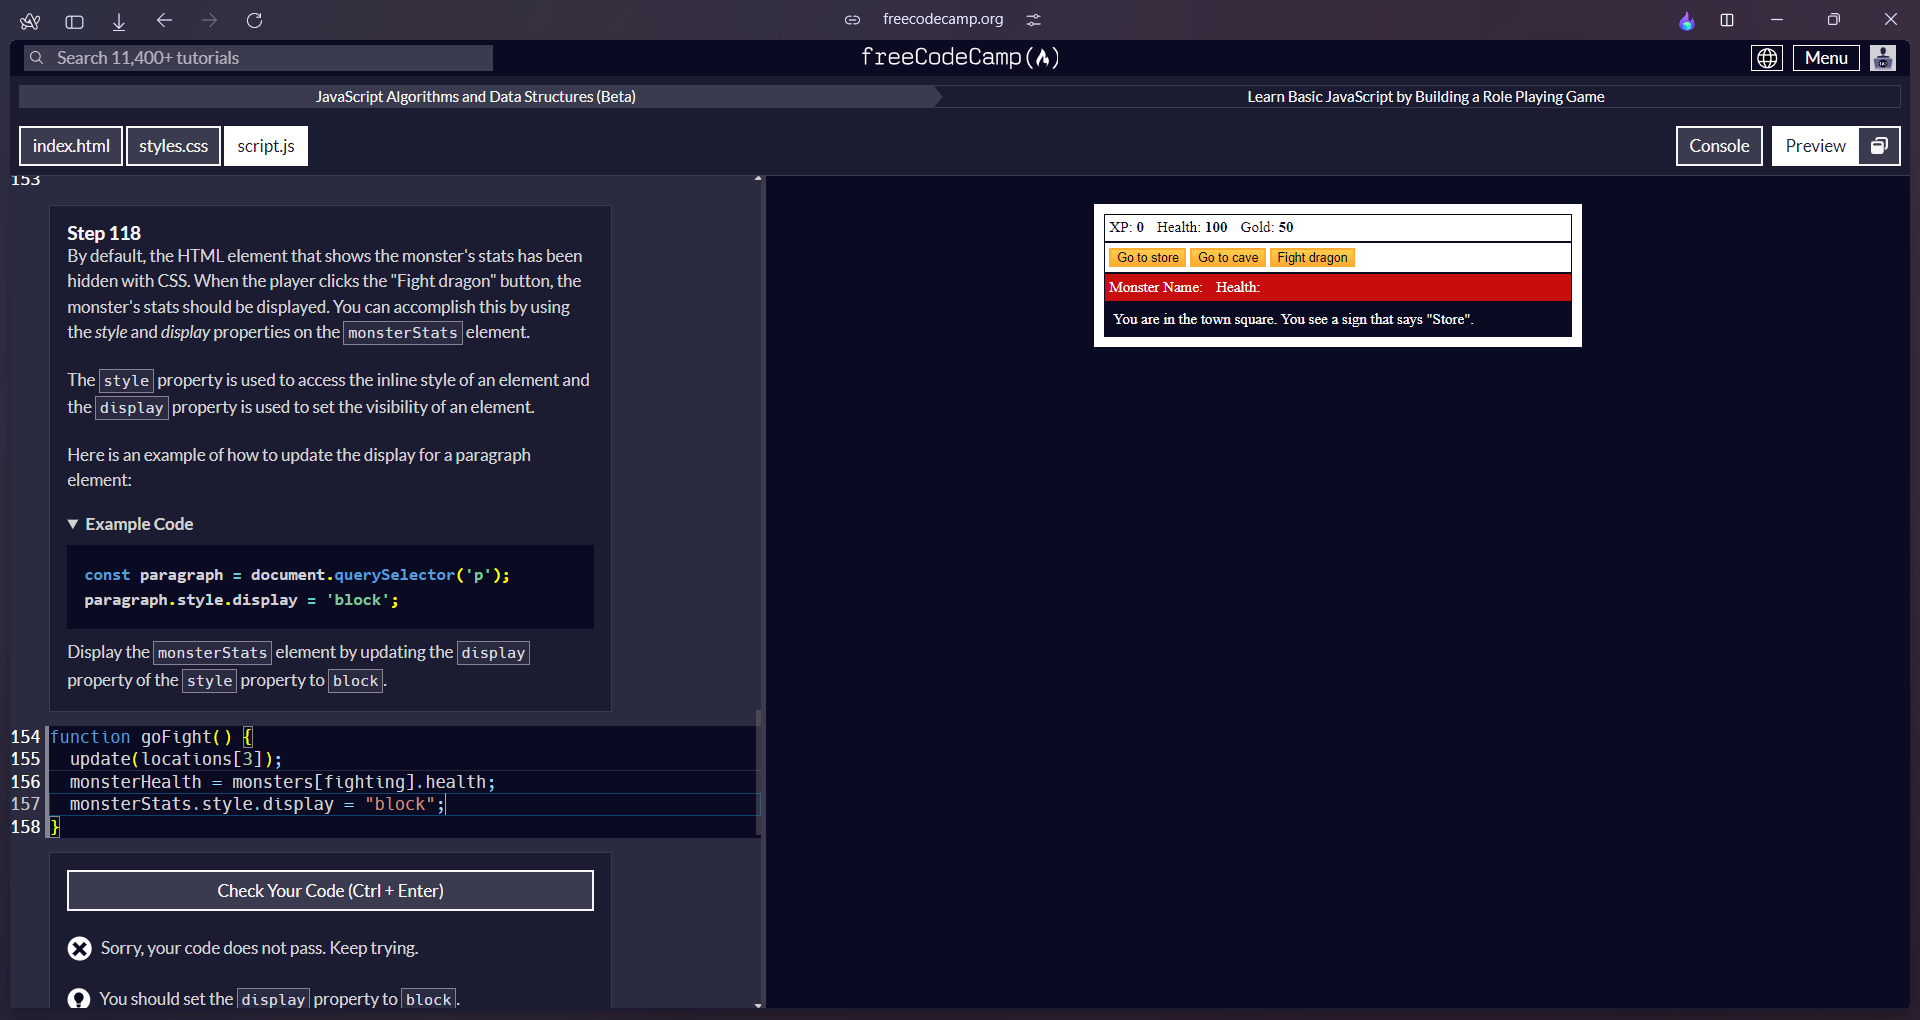 freecodecamp.org
Search 11,400+ tutorials
freeCodeCamp(🔥)
Menu
JavaScript Algorithms and Data Structures (Beta)
Learn Basic JavaScript by Building a Role Playing Game
index.html
styles.css
script.js
Console
Preview
153
Step 118
By default, the HTML element that shows the monster's stats has been
hidden with CSS. When the player clicks the "Fight dragon" button, the
monster's stats should be displayed. You can accomplish this by using
the style and display properties on the monsterStats element.
The style property is used to access the inline style of an element and
the display property is used to set the visibility of an element.
Here is an example of how to update the display for a paragraph
element:
▼ Example Code
const paragraph = document.querySelector('p');
paragraph.style.display = 'block';
Display the monsterStats element by updating the display
property of the style property to block.
154 function goFight() {
155 update(locations[3]);
156 monsterHealth = monsters[fighting].health;
157 monsterStats.style.display = "block";
158 }
Check Your Code (Ctrl + Enter)
Sorry, your code does not pass. Keep trying.
You should set the display property to block.
XP: 0 Health: 100 Gold: 50
Go to store Go to cave Fight dragon
Monster Name: Health:
You are in the town square. You see a sign that says "Store".